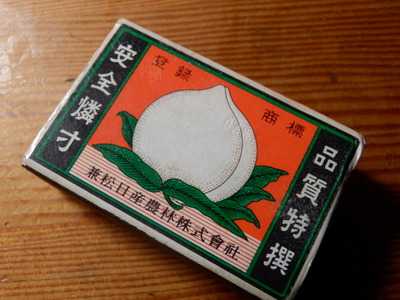 安全燐寸
登録 商標
品質特撰
兼松日産農林株式會社